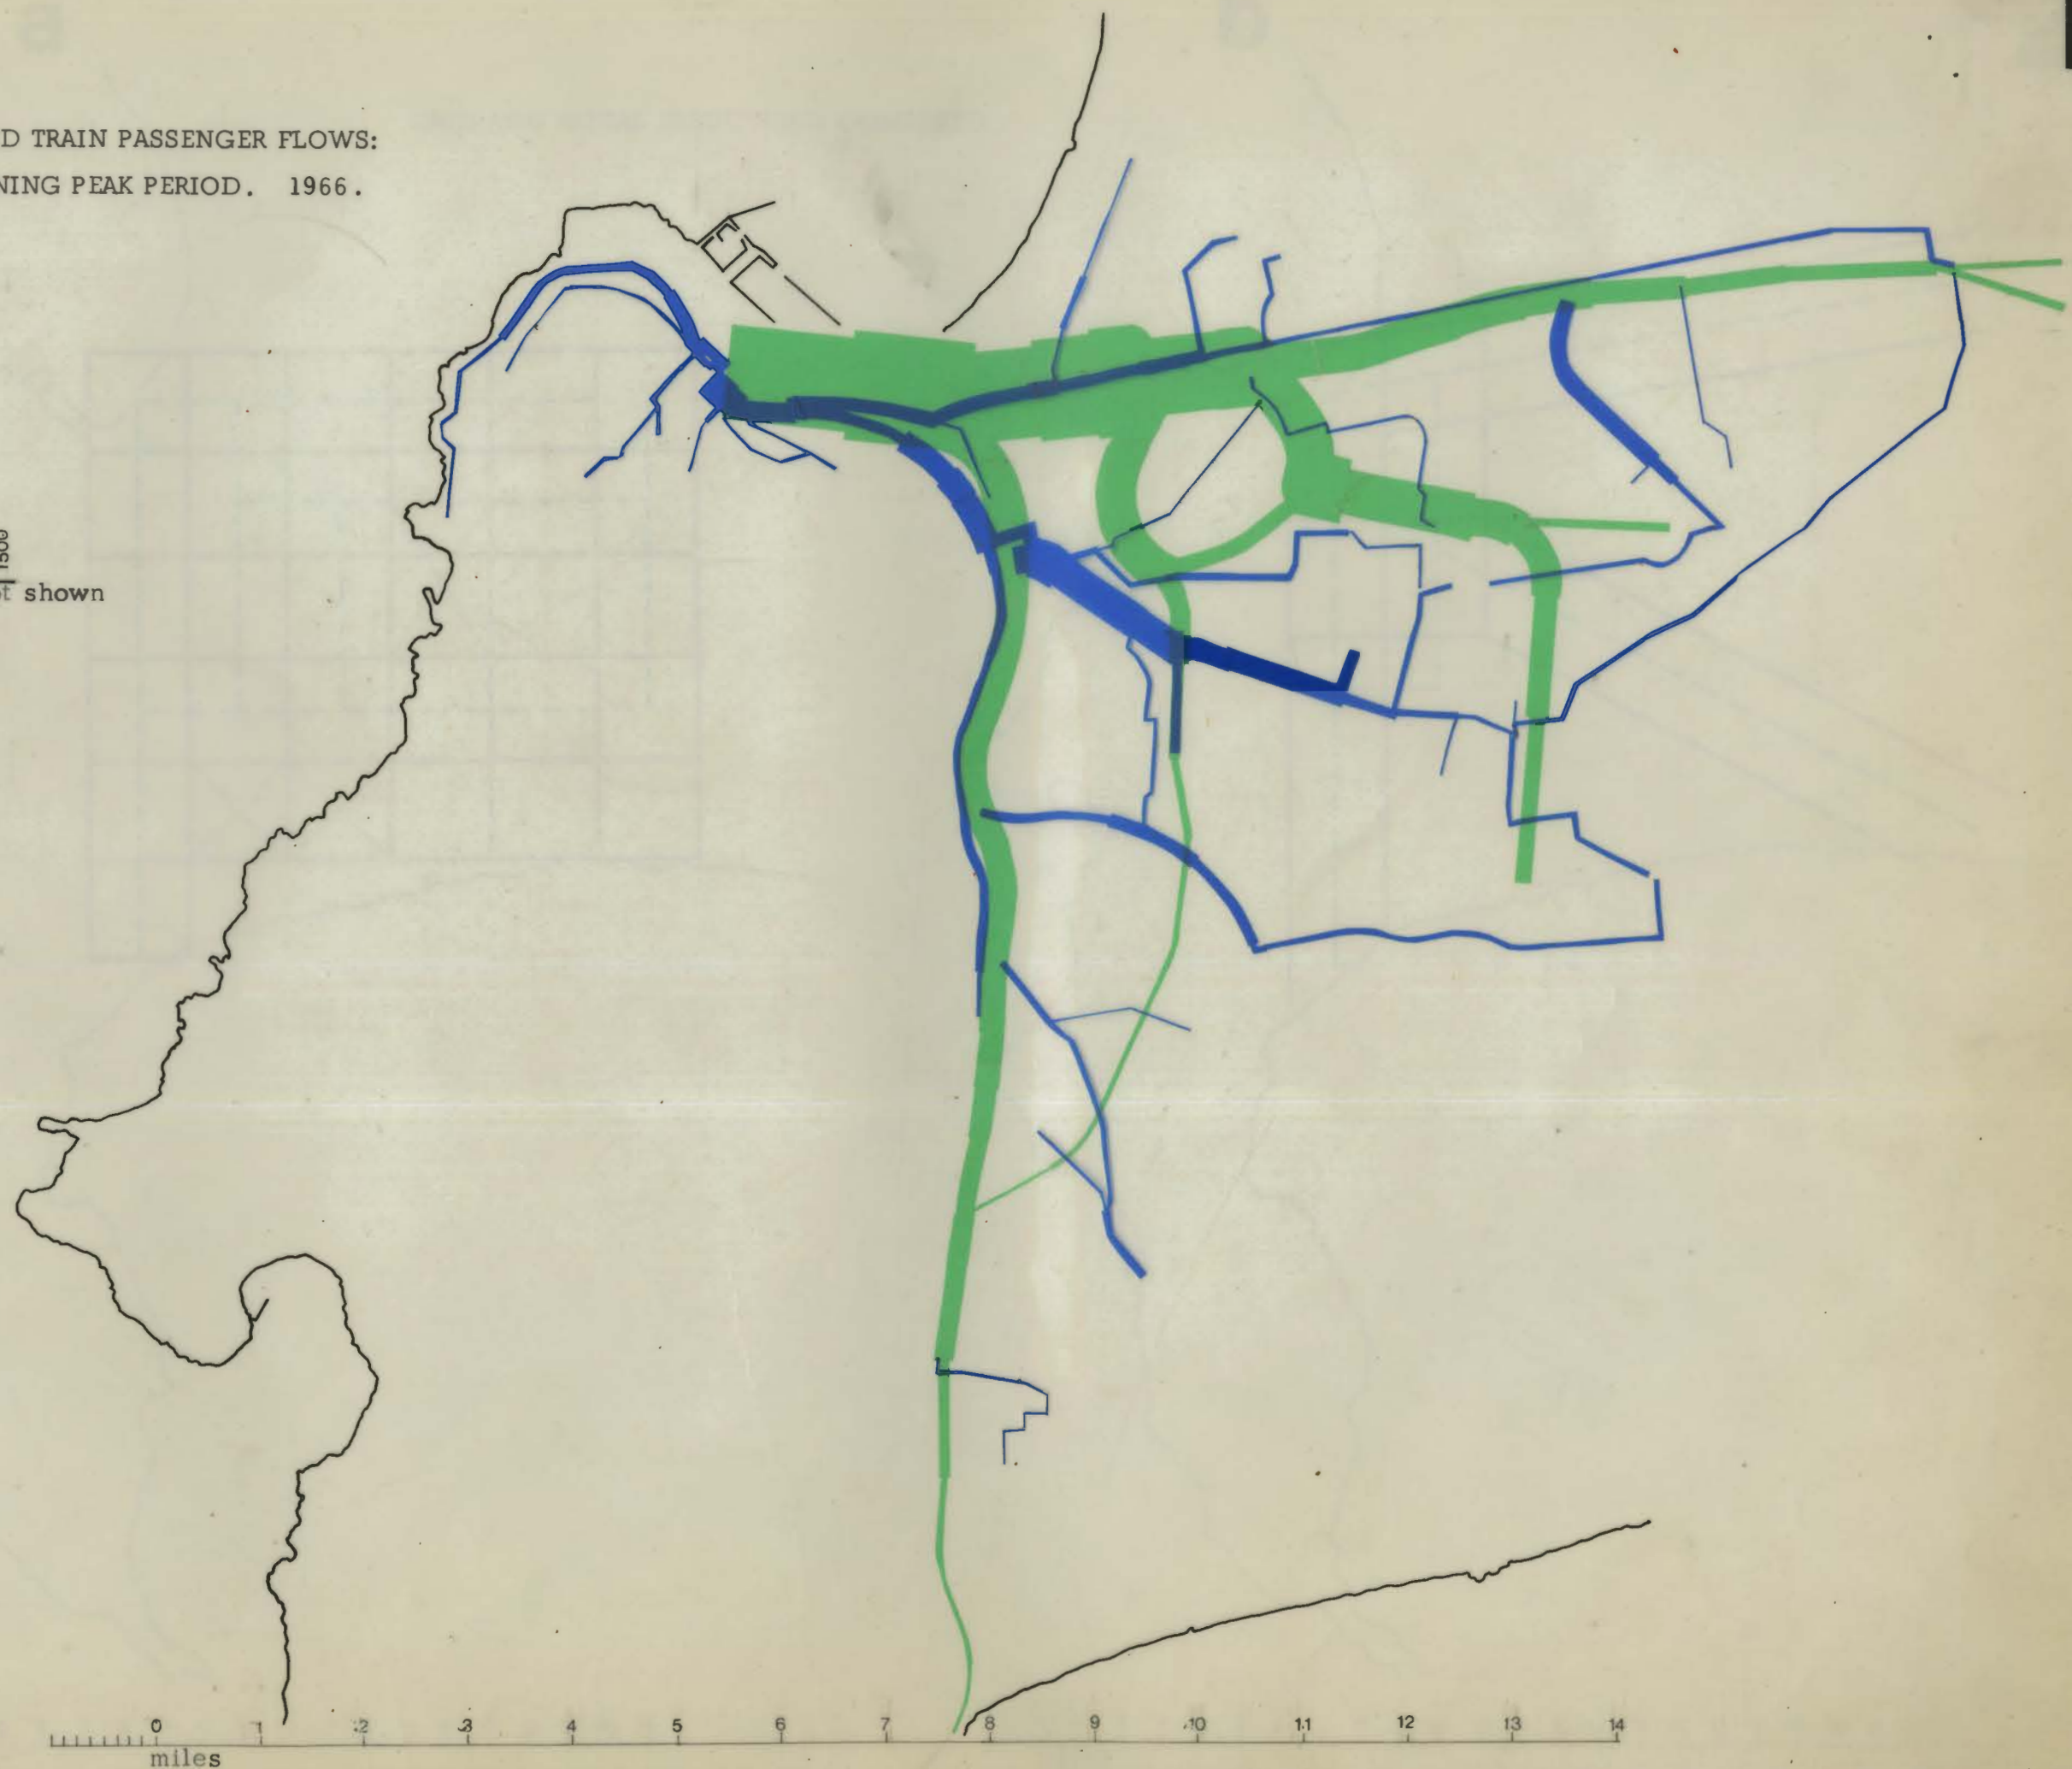 D TRAIN PASSENGER FLOWS:
NING PEAK PERIOD. 1966.
1500
t shown
0 1 2 3 4 5 6 7 8 9 10 11 12 13 14
miles